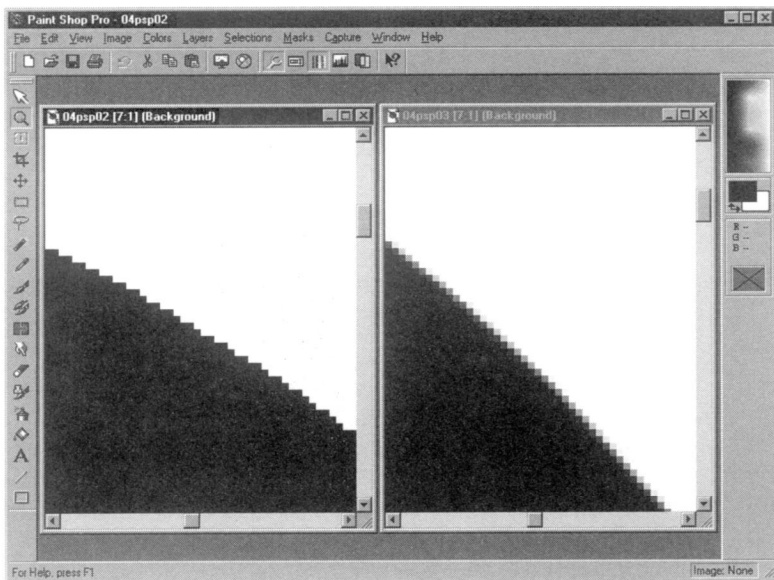 Paint Shop Pro - 04psp02
File Edit View Image Colors Layers Selections Masks Capture Window Help
04psp02 [7:1] (Background)
04psp03 [7:1] (Background)
R --
G --
B --
A
For Help, press F1
Image: None